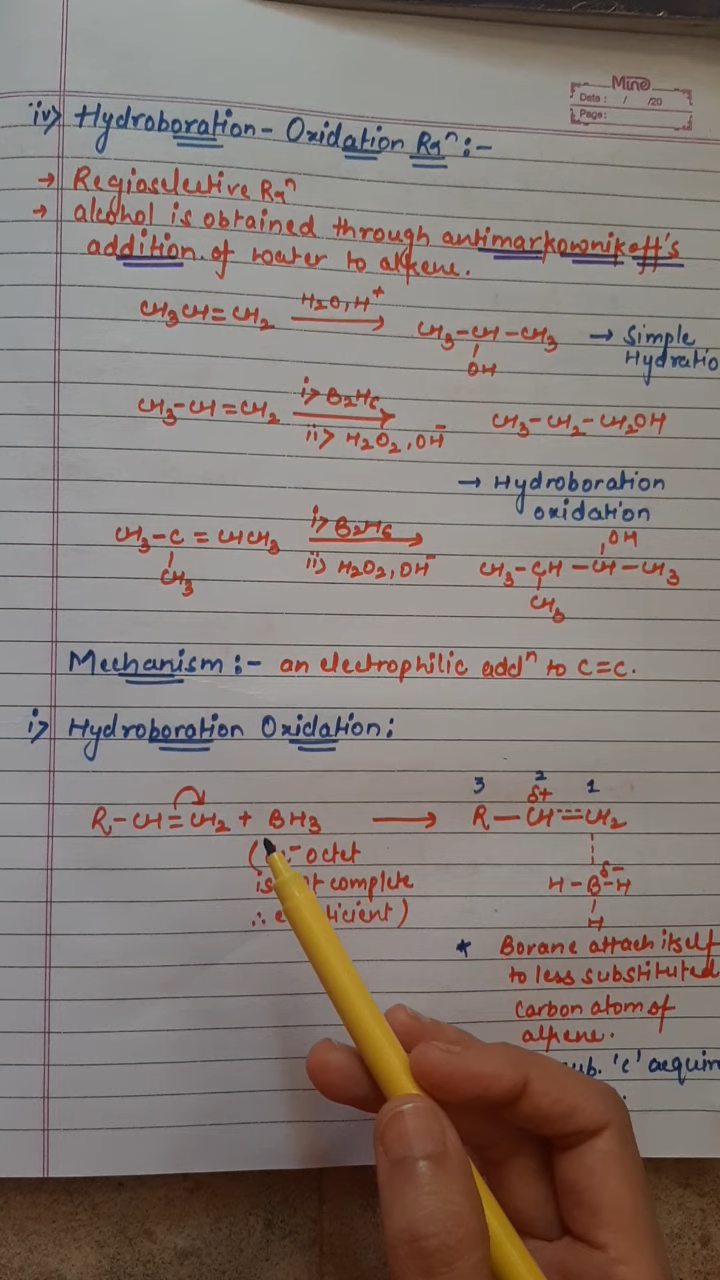 Mino
Date : / /20
Page:
iv) Hydroboration - Oxidation Rxⁿ :-
→ Regioselective Rxⁿ
→ alcohol is obtained through antimarkownikoff's
addition of water to alkene.
CH3CH=CH2 H2O, H⁺ → CH3-CH-CH3 → Simple
OH Hydratio
CH3-CH=CH2 i> B2H6 → CH3-CH2-CH2OH
ii> H2O2, OH⁻
→ Hydroboration
oxidation
CH3-C=CHCH3 i> B2H6 → CH3-CH-CH-CH3
CH3 ii) H2O2, OH⁻ OH
CH3
Mechanism :- an electrophilic addⁿ to C=C.
i> Hydroboration Oxidation :
3 2 1
δ+
R-CH=CH2 + BH3 → R-CH=CH2
octet δ-
complete H-B-H
H
* Borane attach itself
to less substituted
carbon atom of
alkene.
sub. 'c' acquir